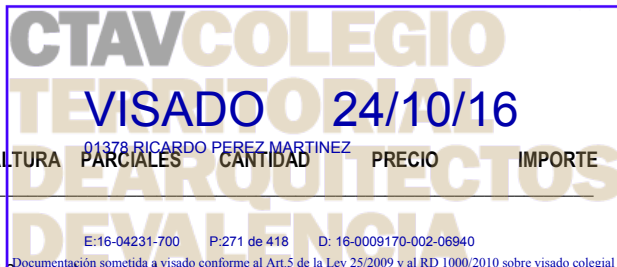 CTAVCOLEGIO
TERRITORIAL
VISADO 24/10/16
01378 RICARDO PEREZ MARTINEZ
LTURA PARCIALES CANTIDAD PRECIO IMPORTE
DEARQUITECTOS
DEVALENCIA
E:16-04231-700 P:271 de 418 D: 16-0009170-002-06940
Documentación sometida a visado conforme al Art.5 de la Ley 25/2009 y al RD 1000/2010 sobre visado colegial